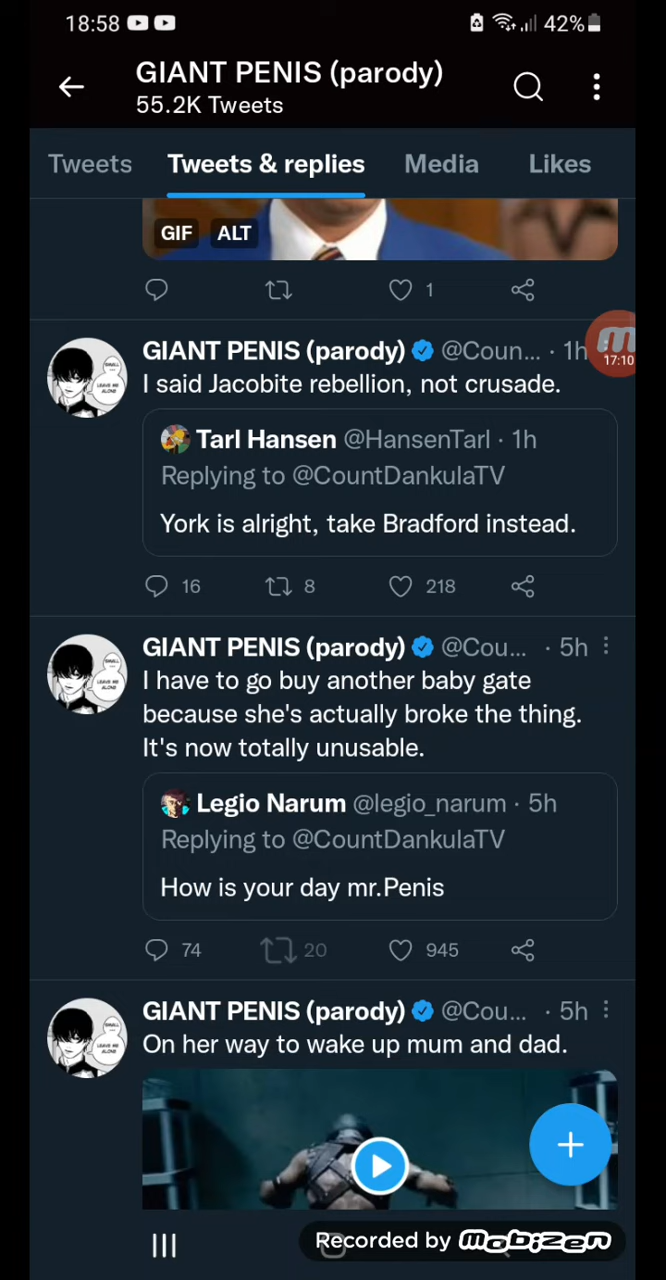 18:58
42%
GIANT PENIS (parody)
55.2K Tweets
Tweets
Tweets & replies
Media
Likes
GIF
ALT
1
GIANT PENIS (parody) @Coun... · 1h
17:10
I said Jacobite rebellion, not crusade.
Tarl Hansen @HansenTarl · 1h
Replying to @CountDankulaTV
York is alright, take Bradford instead.
16
8
218
GIANT PENIS (parody) @Cou... · 5h
I have to go buy another baby gate
because she's actually broke the thing.
It's now totally unusable.
Legio Narum @legio_narum · 5h
Replying to @CountDankulaTV
How is your day mr.Penis
74
20
945
GIANT PENIS (parody) @Cou... · 5h
On her way to wake up mum and dad.
Recorded by mobizen